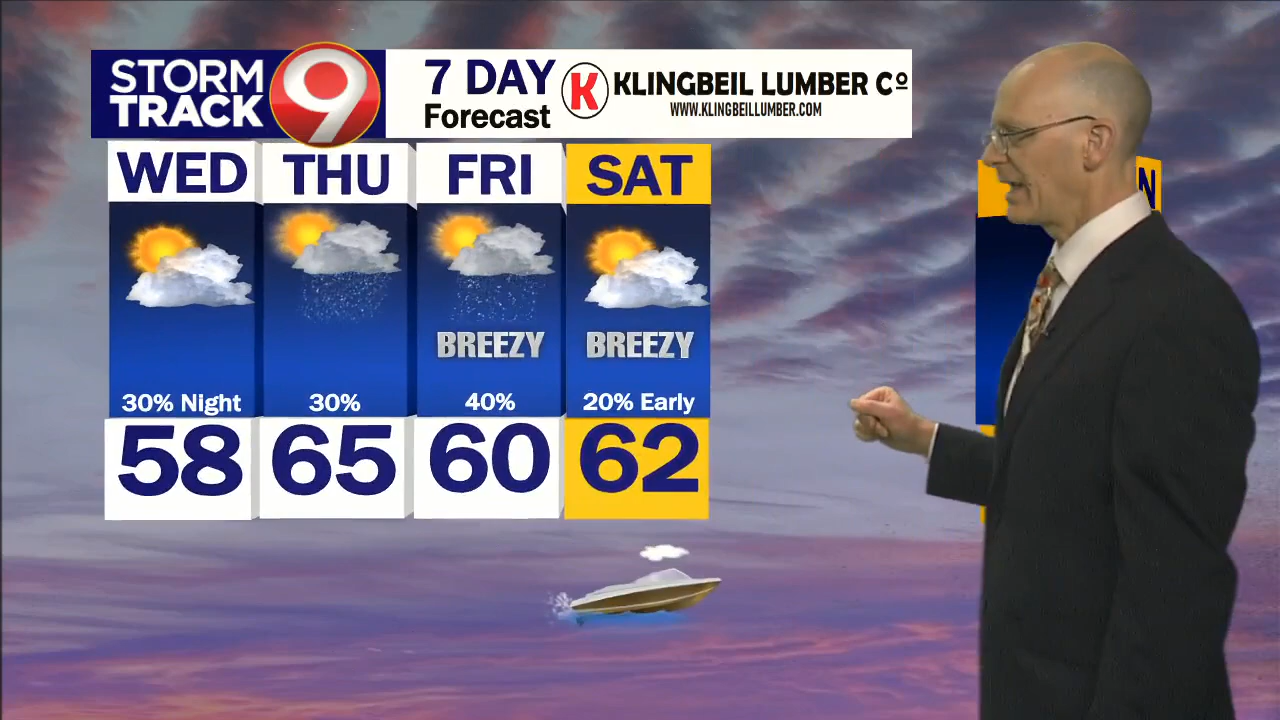 STORM
TRACK
9
7 DAY
Forecast
K
KLINGBEIL LUMBER Cº
WWW.KLINGBEILLUMBER.COM
WED THU FRI SAT
BREEZY BREEZY
30% Night 30% 40% 20% Early
58 65 60 62